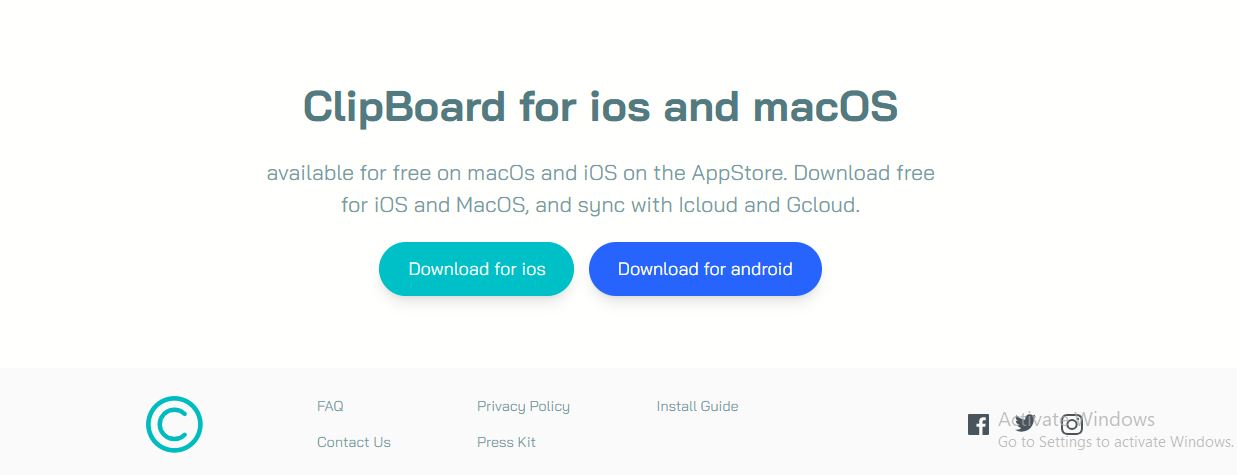 ClipBoard for ios and macOS
available for free on macOs and iOS on the AppStore. Download free
for iOS and MacOS, and sync with Icloud and Gcloud.
Download for ios
Download for android
C
FAQ
Privacy Policy
Install Guide
Contact Us
Press Kit
Activate Windows
Go to Settings to activate Windows.